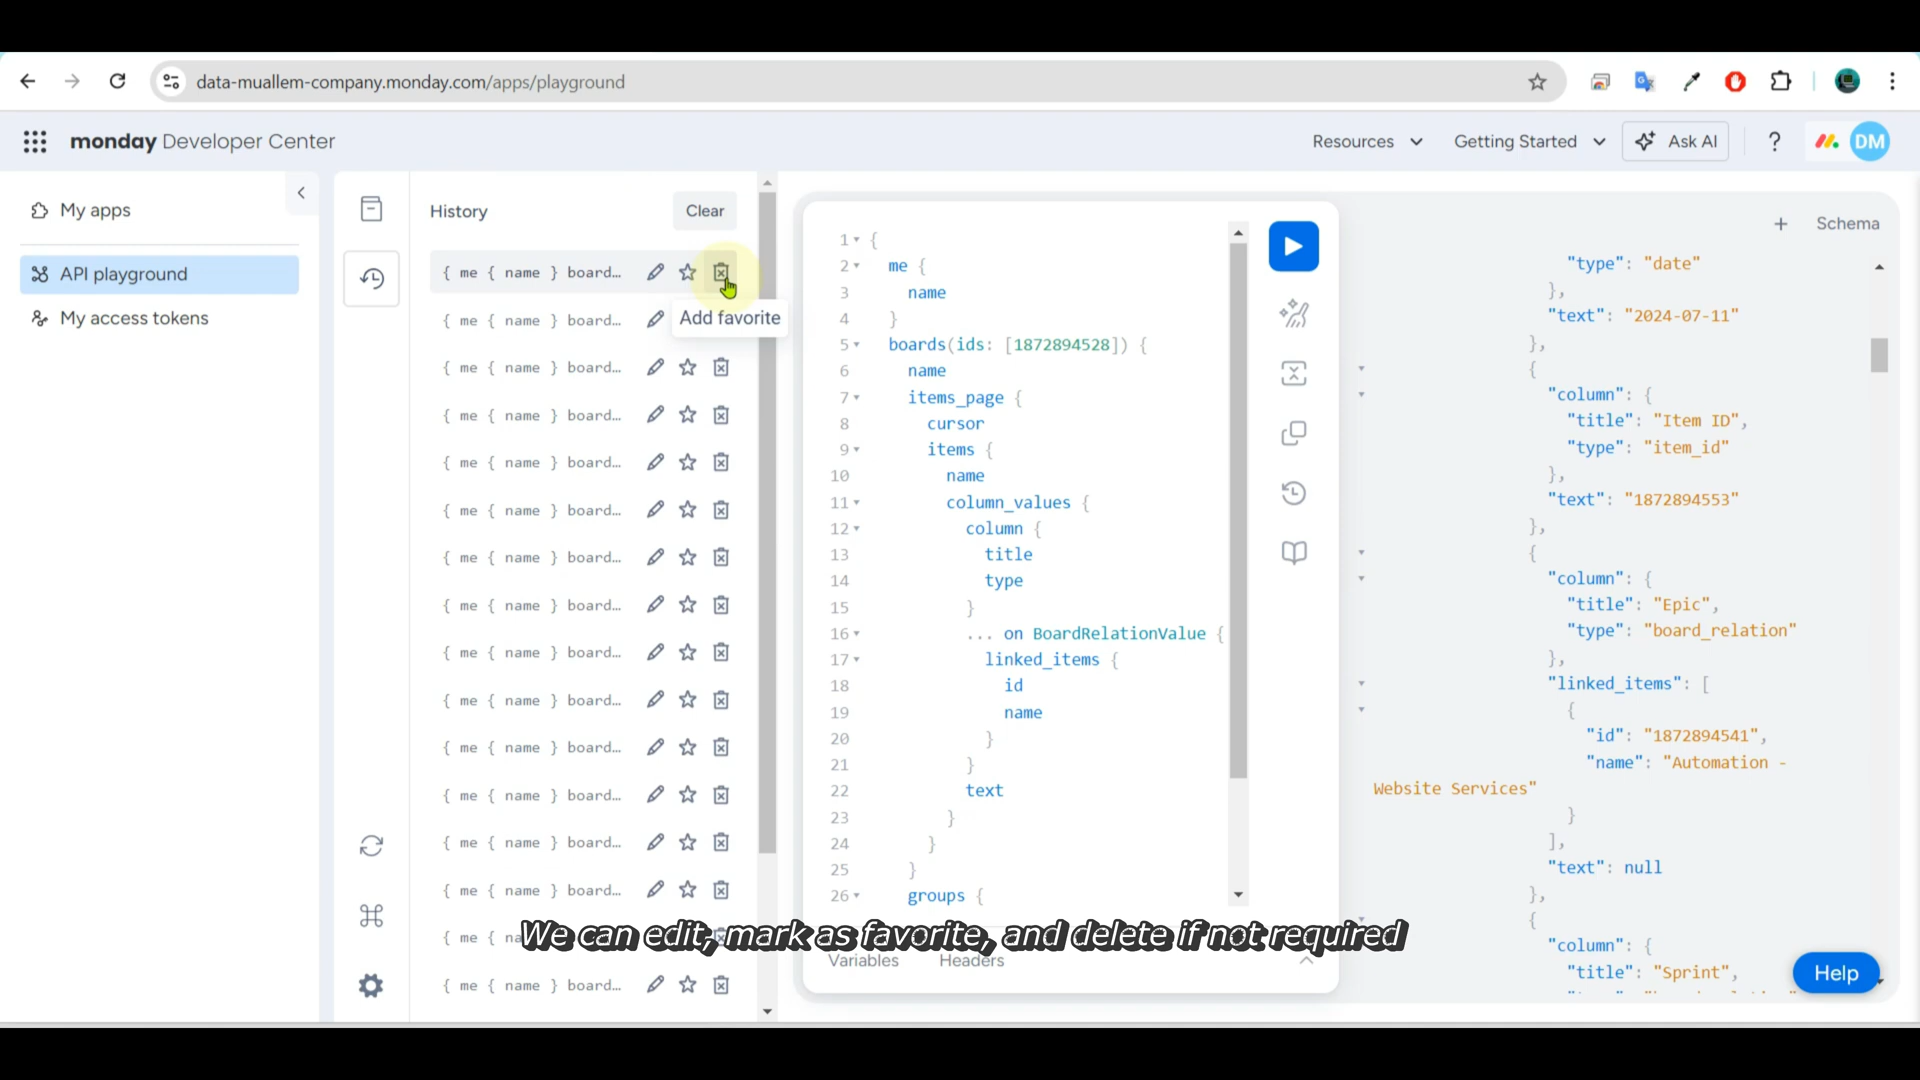 data-muallem-company.monday.com/apps/playground
monday Developer Center
Resources
Getting Started
Ask AI
?
DM
My apps
API playground
My access tokens
History
Clear
{ me { name } board…
Add favorite
{ me { name } board…
{ me { name } board…
{ me { name } board…
{ me { name } board…
{ me { name } board…
{ me { name } board…
{ me { name } board…
{ me { name } board…
{ me { name } board…
{ me { name } board…
{ me { name } board…
{ me { name } board…
{ me { name } board…
{ me { na
{ me { name } board…
1 {
2 me {
3 name
4 }
5 boards(ids: [1872894528]) {
6 name
7 items_page {
8 cursor
9 items {
10 name
11 column_values {
12 column {
13 title
14 type
15 }
16 ... on BoardRelationValue {
17 linked_items {
18 id
19 name
20 }
21 }
22 text
23 }
24 }
25 }
26 groups {
Variables
Headers
+ Schema
"type": "date"
},
"text": "2024-07-11"
},
{
"column": {
"title": "Item ID",
"type": "item_id"
},
"text": "1872894553"
},
{
"column": {
"title": "Epic",
"type": "board_relation"
},
"linked_items": [
{
"id": "1872894541",
"name": "Automation -
Website Services"
}
],
"text": null
},
{
"column": {
"title": "Sprint",
Help
We can edit, mark as favorite, and delete if not required